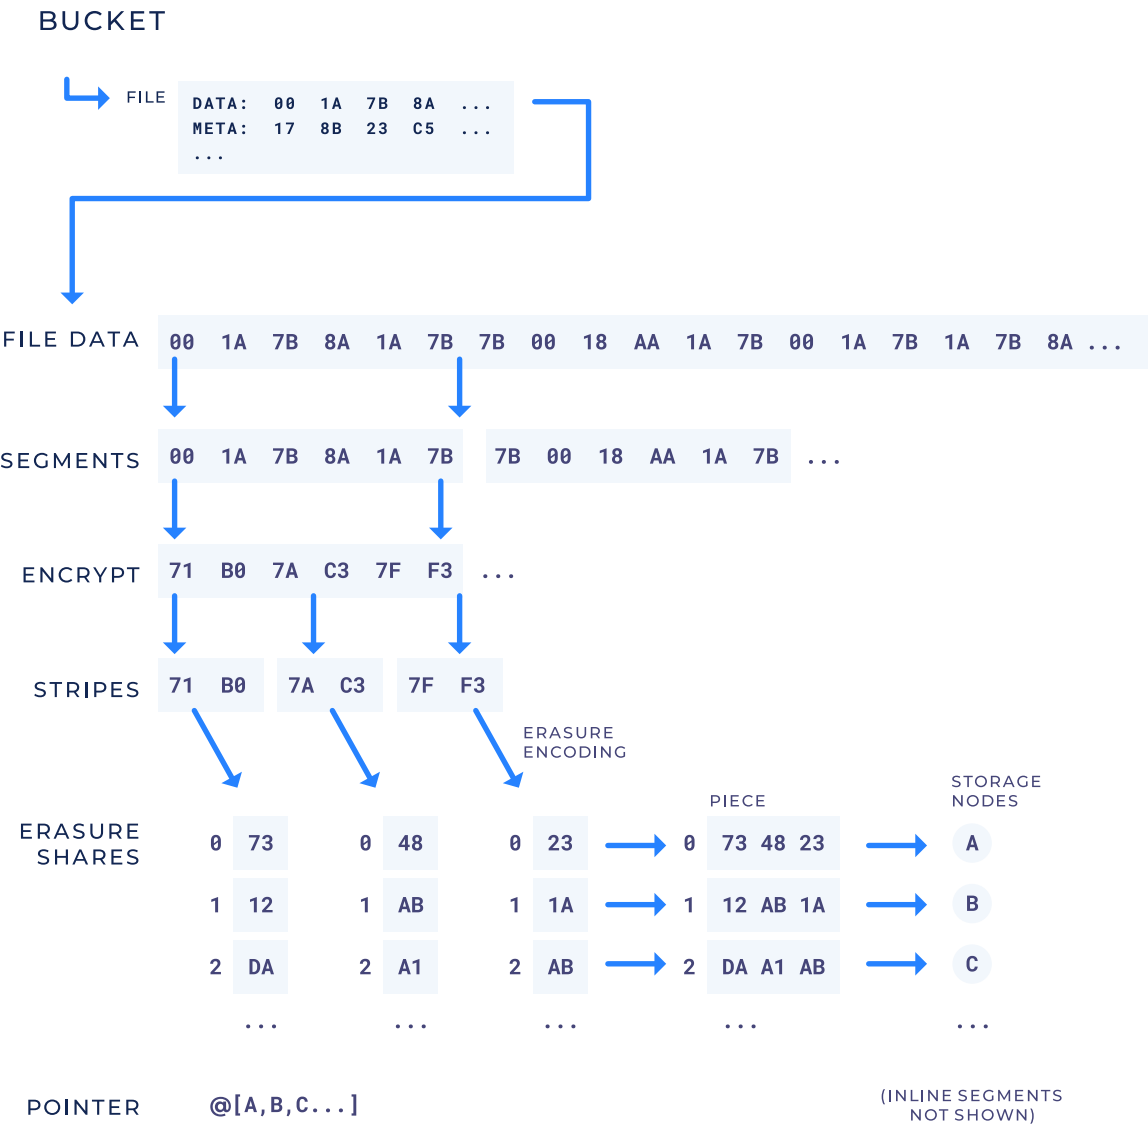 BUCKET
FILE
DATA: 00 1A 7B 8A ...
META: 17 8B 23 C5 ...
...
FILE DATA 00 1A 7B 8A 1A 7B 7B 00 18 AA 1A 7B 00 1A 7B 1A 7B 8A ...
SEGMENTS 00 1A 7B 8A 1A 7B 7B 00 18 AA 1A 7B ...
ENCRYPT 71 B0 7A C3 7F F3 ...
STRIPES 71 B0 7A C3 7F F3
ERASURE
ENCODING
PIECE
STORAGE
NODES
ERASURE
SHARES
0 73 0 48 0 23 0 73 48 23 A
1 12 1 AB 1 1A 1 12 AB 1A B
2 DA 2 A1 2 AB 2 DA A1 AB C
... ... ... ... ...
POINTER @[A,B,C...]
(INLINE SEGMENTS
NOT SHOWN)